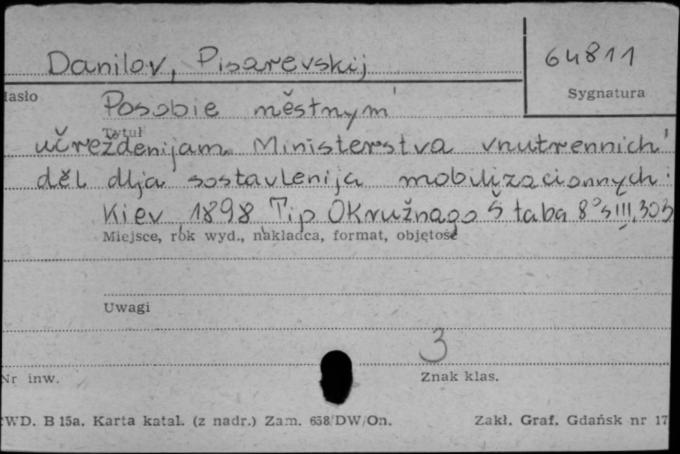 Danilov, Pisarevskij
64811
Hasło
Sygnatura
Posobie městnym'
Tytuł
učreždenijam Ministerstva vnutrennich'
děl dlja sostavlenija mobilizacionnych:
Kiev 1898 Tip Okružnago Štaba 8° s III, 303
Miejsce, rok wyd., nakładca, format, objętość
Uwagi
3
Nr inw.
Znak klas.
WD. B 15a. Karta katal. (z nadr.) Zam. 658/DW/On.
Zakł. Graf. Gdańsk nr 17